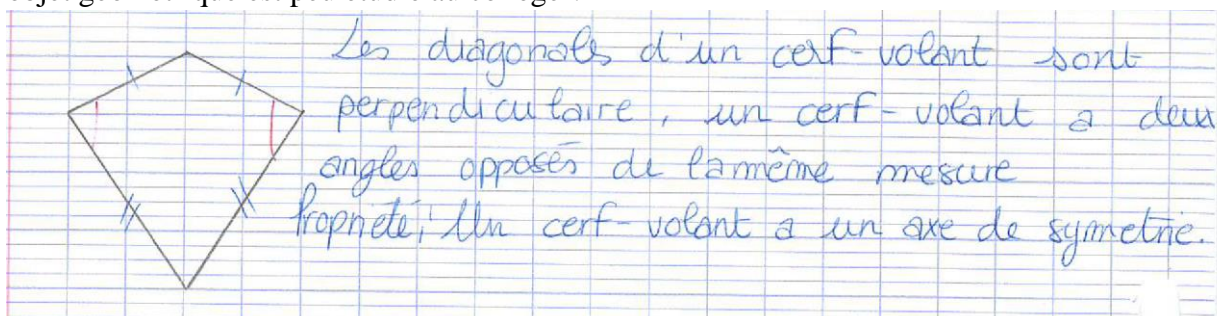 Les diagonals d'un cerf-volant sont
perpendiculaire, un cerf-volant a deux
angles opposés de la même mesure
Propriété; Un cerf-volant a un axe de symetrie.